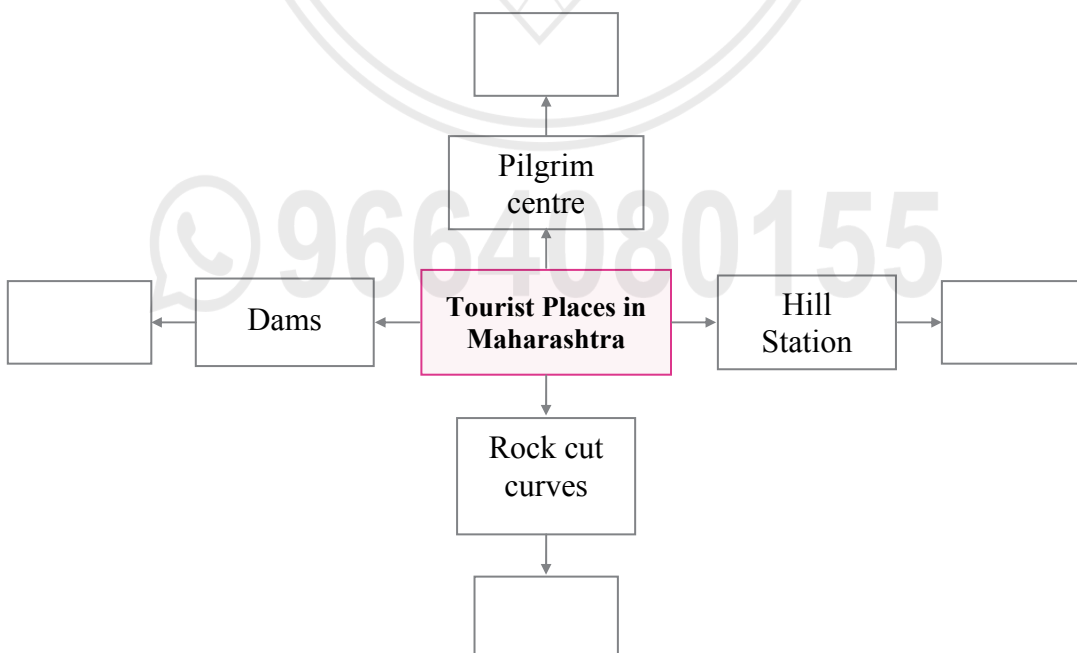 Pilgrim
centre
9664080155
Dams
Tourist Places in
Maharashtra
Hill
Station
Rock cut
curves